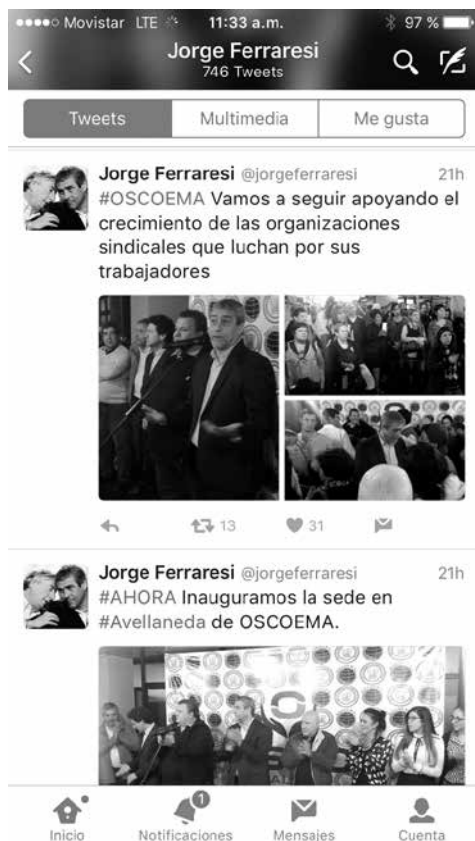 Movistar LTE 11:33 a.m. 97 %
Jorge Ferraresi
746 Tweets
Tweets Multimedia Me gusta
Jorge Ferraresi @jorgeferraresi 21h
#OSCOEMA Vamos a seguir apoyando el
crecimiento de las organizaciones
sindicales que luchan por sus
trabajadores
13 31
Jorge Ferraresi @jorgeferraresi 21h
#AHORA Inauguramos la sede en
#Avellaneda de OSCOEMA.
1
Inicio Notificaciones Mensajes Cuenta